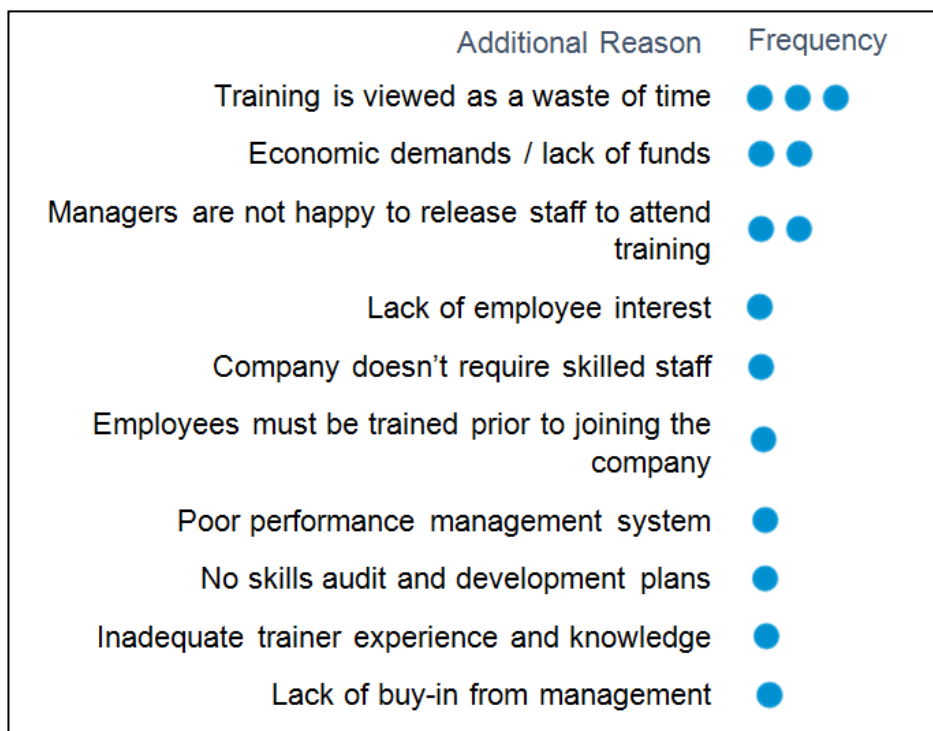 Additional Reason Frequency
Training is viewed as a waste of time
Economic demands / lack of funds
Managers are not happy to release staff to attend
training
Lack of employee interest
Company doesn’t require skilled staff
Employees must be trained prior to joining the
company
Poor performance management system
No skills audit and development plans
Inadequate trainer experience and knowledge
Lack of buy-in from management